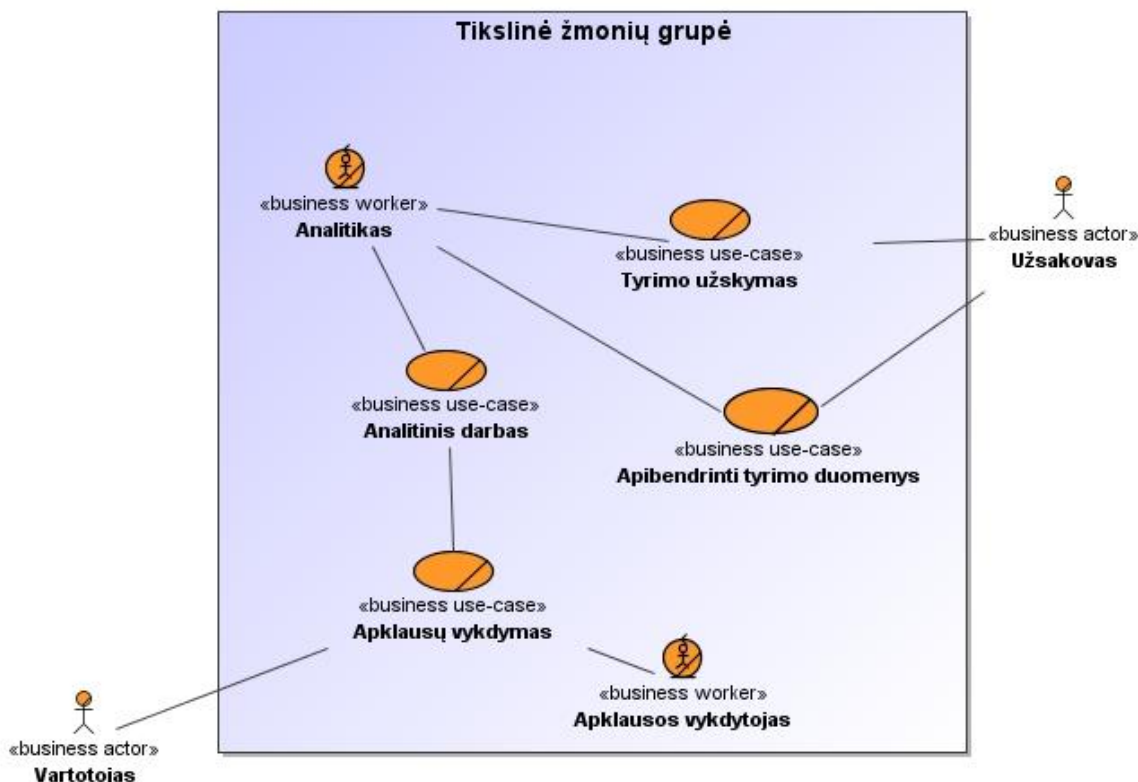 Tikslinė žmonių grupė
«business worker»
Analitikas
«business use-case»
Tyrimo užskymas
«business actor»
Užsakovas
«business use-case»
Analitinis darbas
«business use-case»
Apibendrinti tyrimo duomenys
«business use-case»
Apklausų vykdymas
«business worker»
Apklausos vykdytojas
«business actor»
Vartotojas